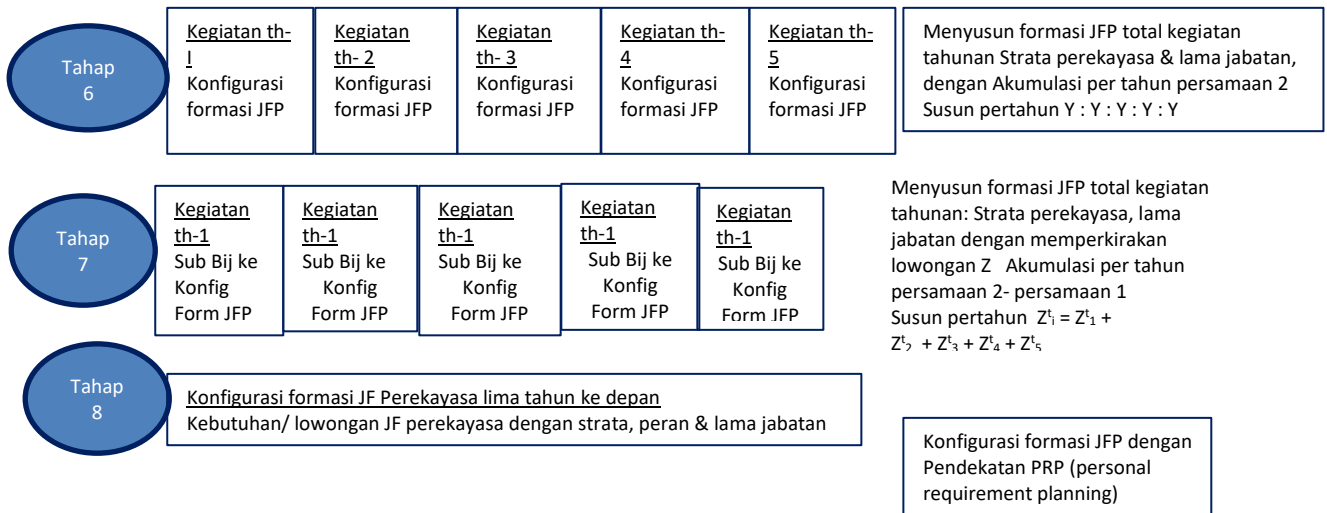 Tahap
6
Kegiatan th-
I
Konfigurasi
formasi JFP
Kegiatan
th- 2
Konfigurasi
formasi JFP
Kegiatan
th- 3
Konfigurasi
formasi JFP
Kegiatan th-
4
Konfigurasi
formasi JFP
Kegiatan th-
5
Konfigurasi
formasi JFP
Menyusun formasi JFP total kegiatan
tahunan Strata perekayasa & lama jabatan,
dengan Akumulasi per tahun persamaan 2
Susun pertahun Y : Y : Y : Y : Y
Tahap
7
Kegiatan
th-1
Sub Bij ke
Konfig
Form JFP
Kegiatan
th-1
Sub Bij ke
Konfig
Form JFP
Kegiatan
th-1
Sub Bij ke
Konfig
Form JFP
Kegiatan
th-1
Sub Bij ke
Konfig
Form JFP
Kegiatan
th-1
Sub Bij ke
Konfig
Form JFP
Menyusun formasi JFP total kegiatan
tahunan: Strata perekayasa, lama
jabatan dengan memperkirakan
lowongan Z Akumulasi per tahun
persamaan 2- persamaan 1
Susun pertahun Zᵗᵢ = Zᵗ₁ +
Zᵗ₂ + Zᵗ₃ + Zᵗ₄ + Zᵗ₅
Tahap
8
Konfigurasi formasi JF Perekayasa lima tahun ke depan
Kebutuhan/ lowongan JF perekayasa dengan strata, peran & lama jabatan
Konfigurasi formasi JFP dengan
Pendekatan PRP (personal
requirement planning)